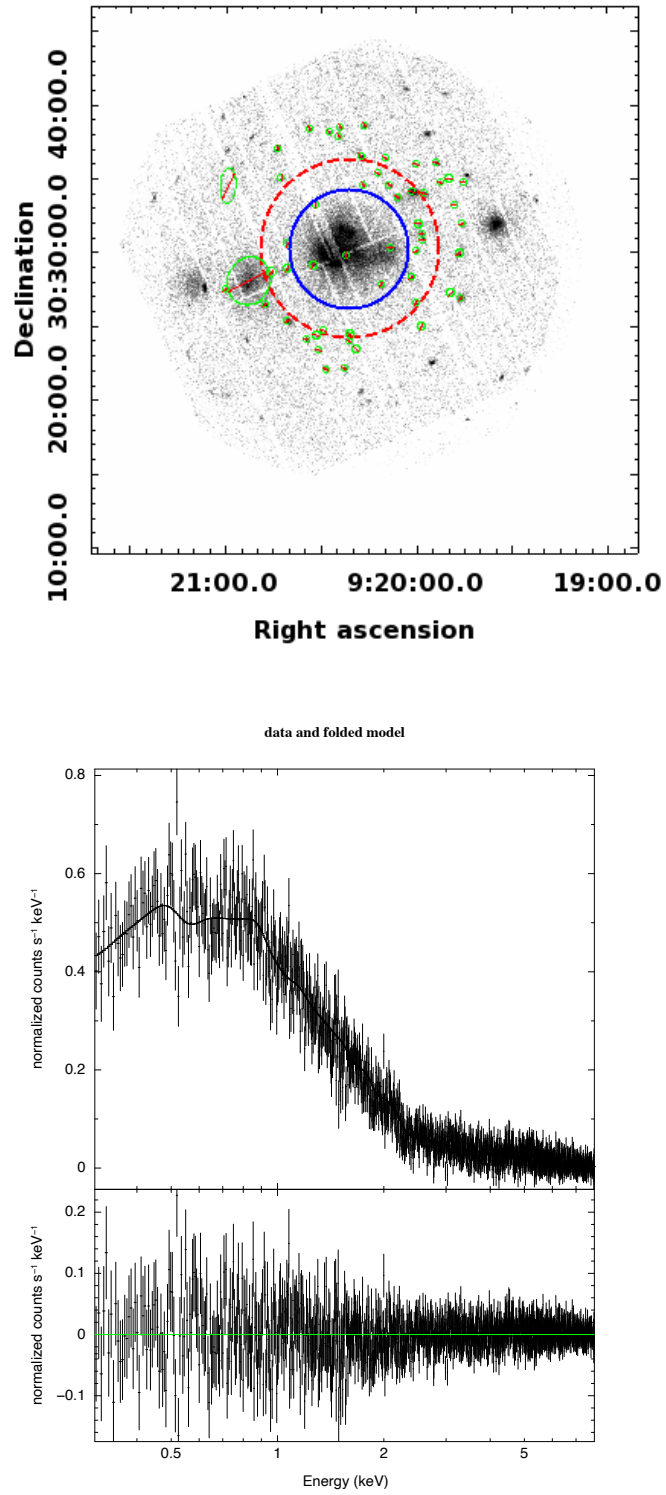 Declination
40:00.0
30:30:00.0
20:00.0
10:00.0
21:00.0 9:20:00.0 19:00.0
Right ascension
data and folded model
normalized counts s⁻¹ keV⁻¹
0.8
0.6
0.4
0.2
0
normalized counts s⁻¹ keV⁻¹
0.2
0.1
0
−0.1
0.5 1 2 5
Energy (keV)